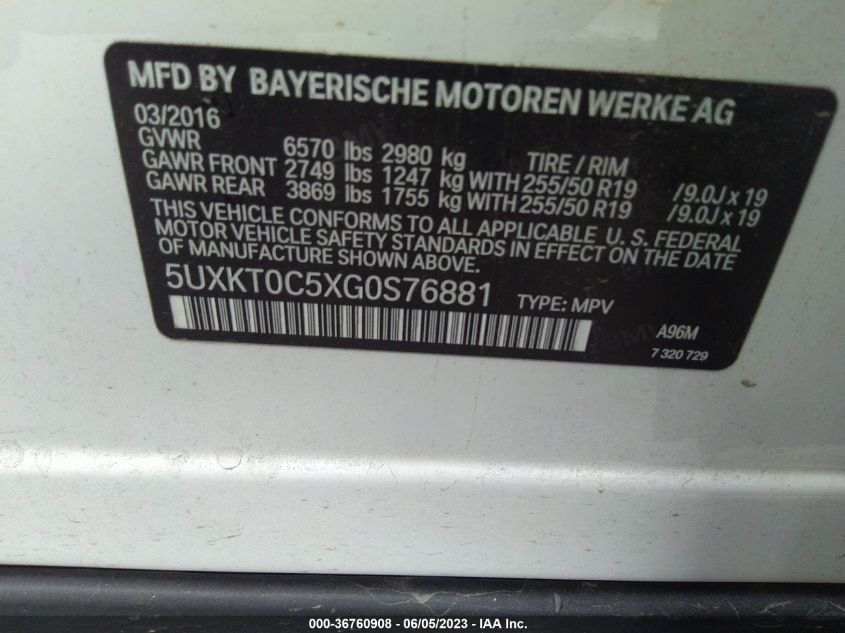 MFD BY BAYERISCHE MOTOREN WERKE AG
03/2016
GVWR 6570 lbs 2980 kg TIRE / RIM
GAWR FRONT 2749 lbs 1247 kg WITH 255/50 R19 /9.0J x 19
GAWR REAR 3869 lbs 1755 kg WITH 255/50 R19 /9.0J x 19
THIS VEHICLE CONFORMS TO ALL APPLICABLE U. S. FEDERAL
MOTOR VEHICLE SAFETY STANDARDS IN EFFECT ON THE DATE
OF MANUFACTURE SHOWN ABOVE.
5UXKT0C5XG0S76881 TYPE: MPV
A96M
7 320 729
000-36760908 - 06/05/2023 - IAA Inc.